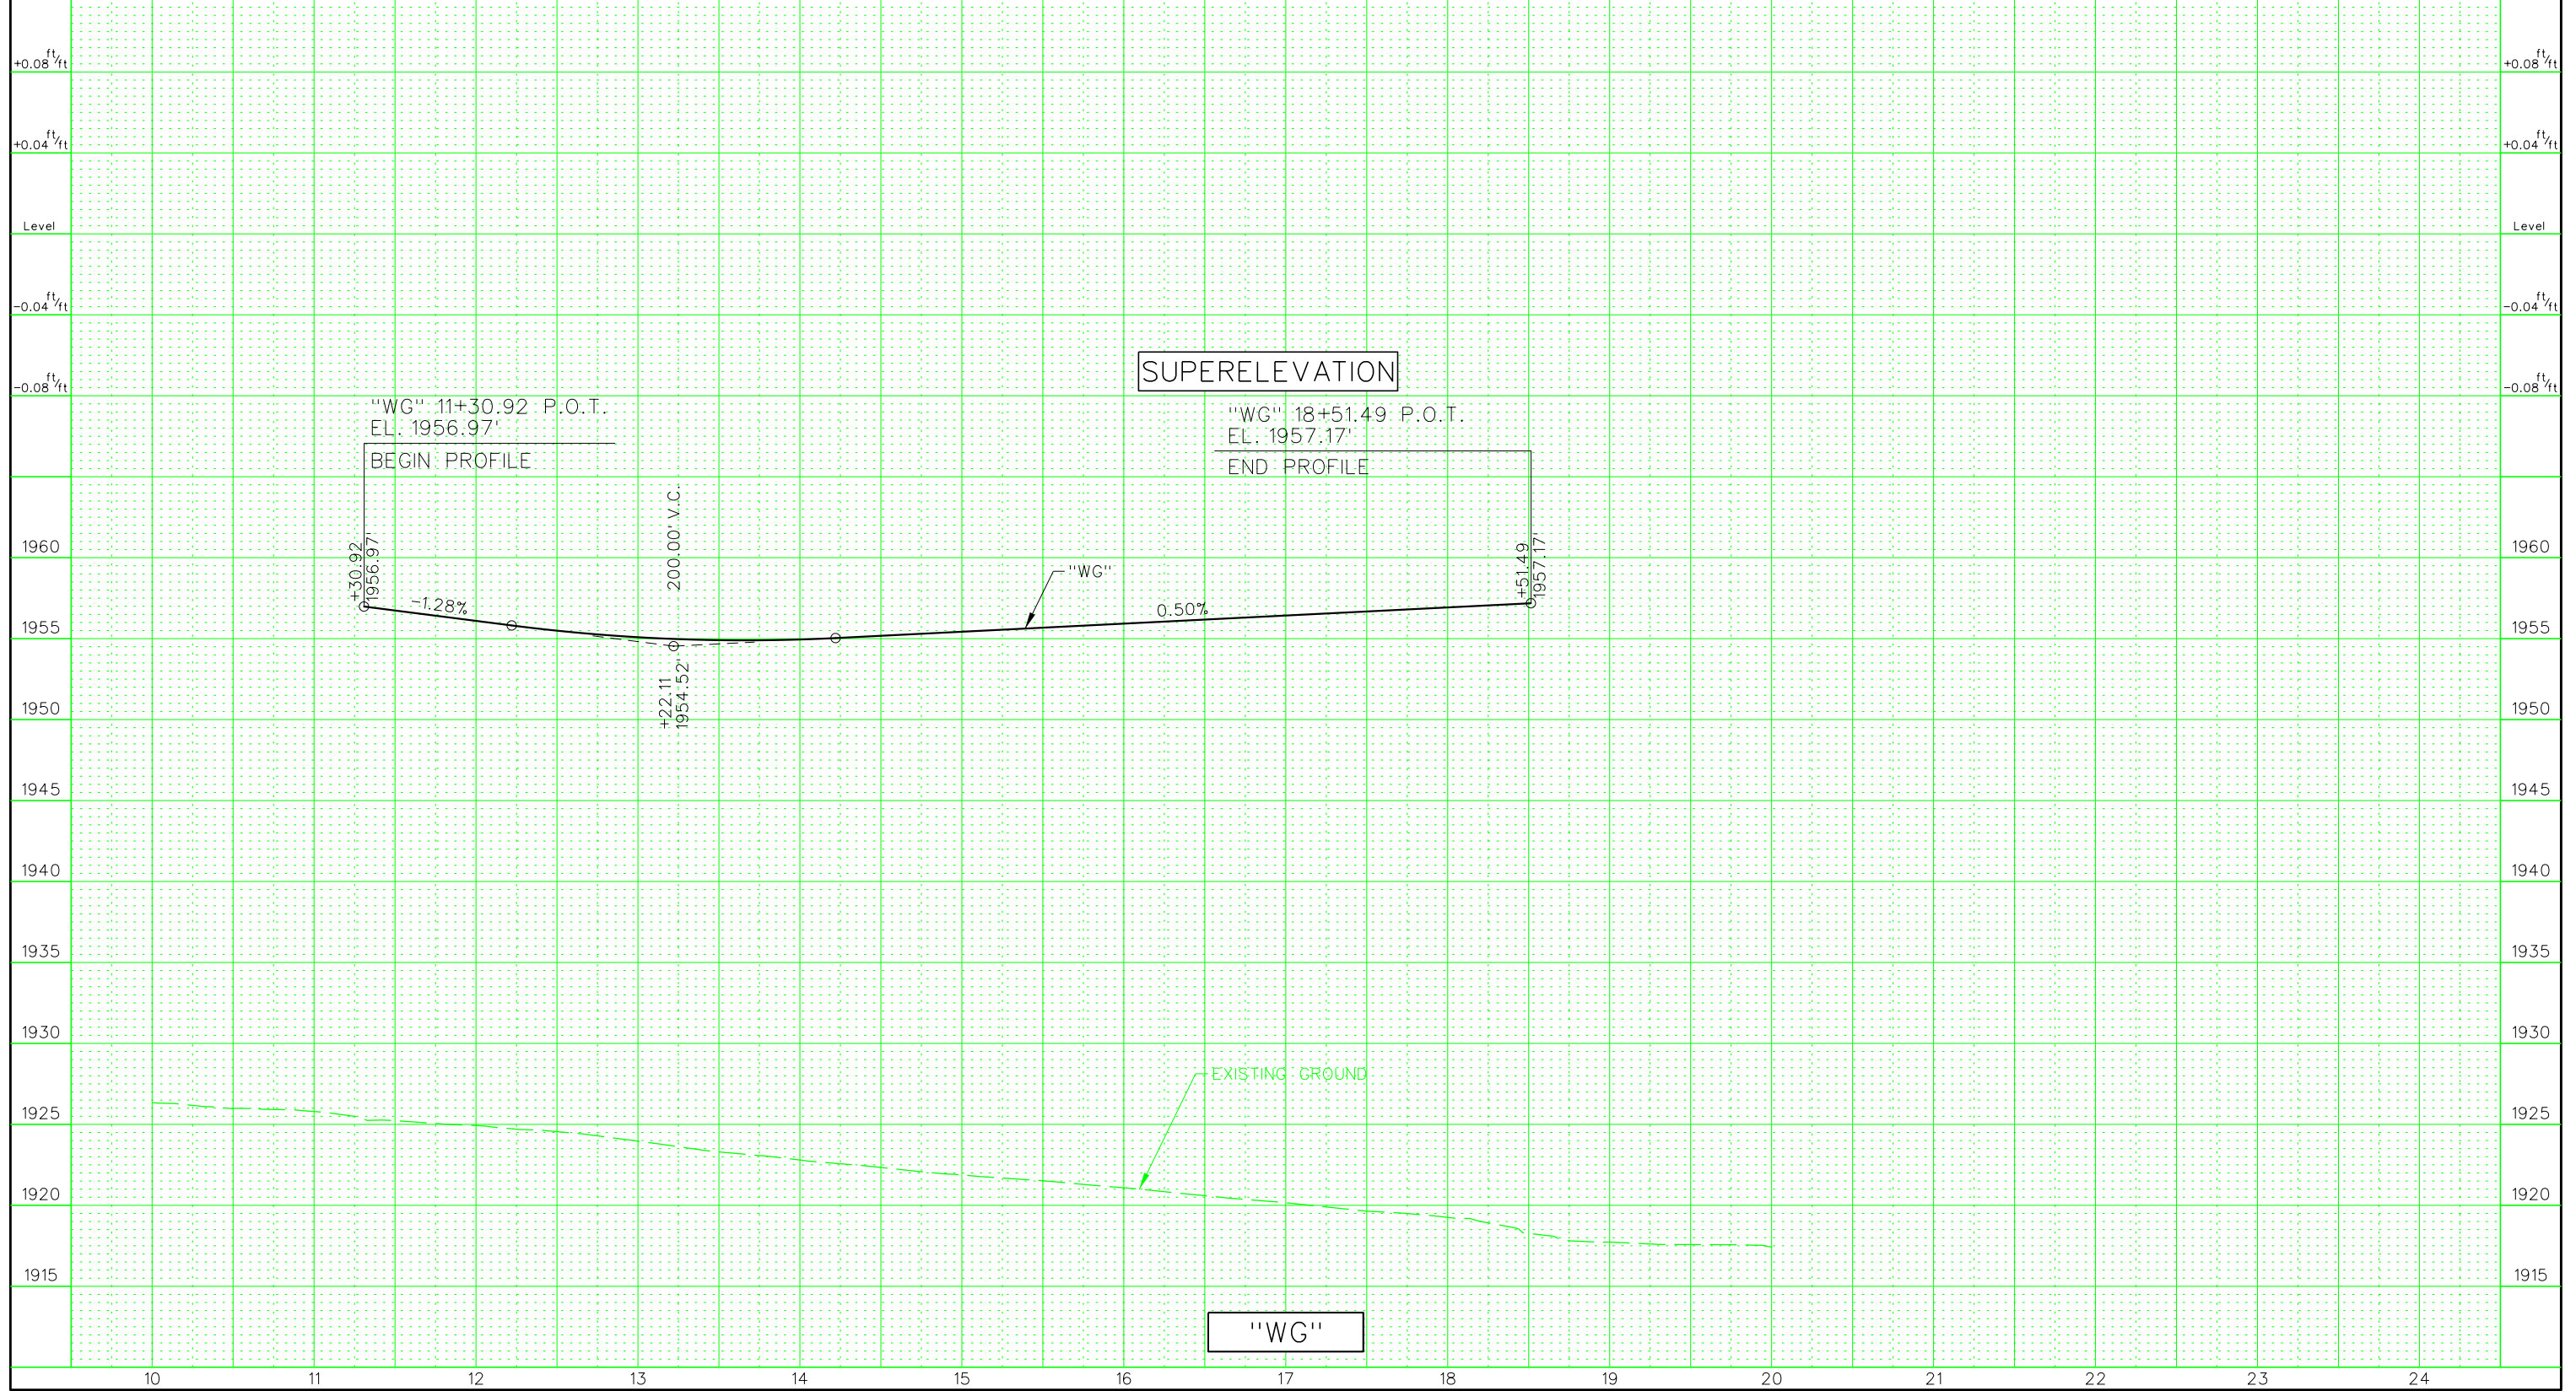 +0.08 ft/ft
+0.08 ft/ft
+0.04 ft/ft
+0.04 ft/ft
Level
Level
-0.04 ft/ft
-0.04 ft/ft
SUPERELEVATION
-0.08 ft/ft
-0.08 ft/ft
"WG" 11+30.92 P.O.T.
EL. 1956.97'
BEGIN PROFILE
"WG" 18+51.49 P.O.T.
EL. 1957.17'
END PROFILE
+30.92
1956.97'
-1.28%
200.00' V.C.
+22.11
1954.52'
"WG"
0.50%
+51.49
1957.17'
1960
1960
1955
1955
1950
1950
1945
1945
1940
1940
1935
1935
1930
1930
EXISTING GROUND
1925
1925
1920
1920
1915
1915
"WG"
10 11 12 13 14 15 16 17 18 19 20 21 22 23 24